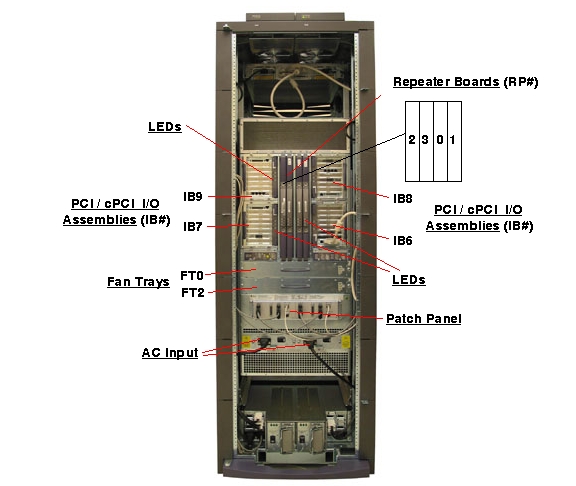 Repeater Boards (RP#)
LEDs
2 3 0 1
IB9
IB8
PCI / cPCI I/O
Assemblies (IB#)
PCI / cPCI I/O
Assemblies (IB#)
IB7
IB6
FT0
Fan Trays
FT2
LEDs
Patch Panel
AC Input